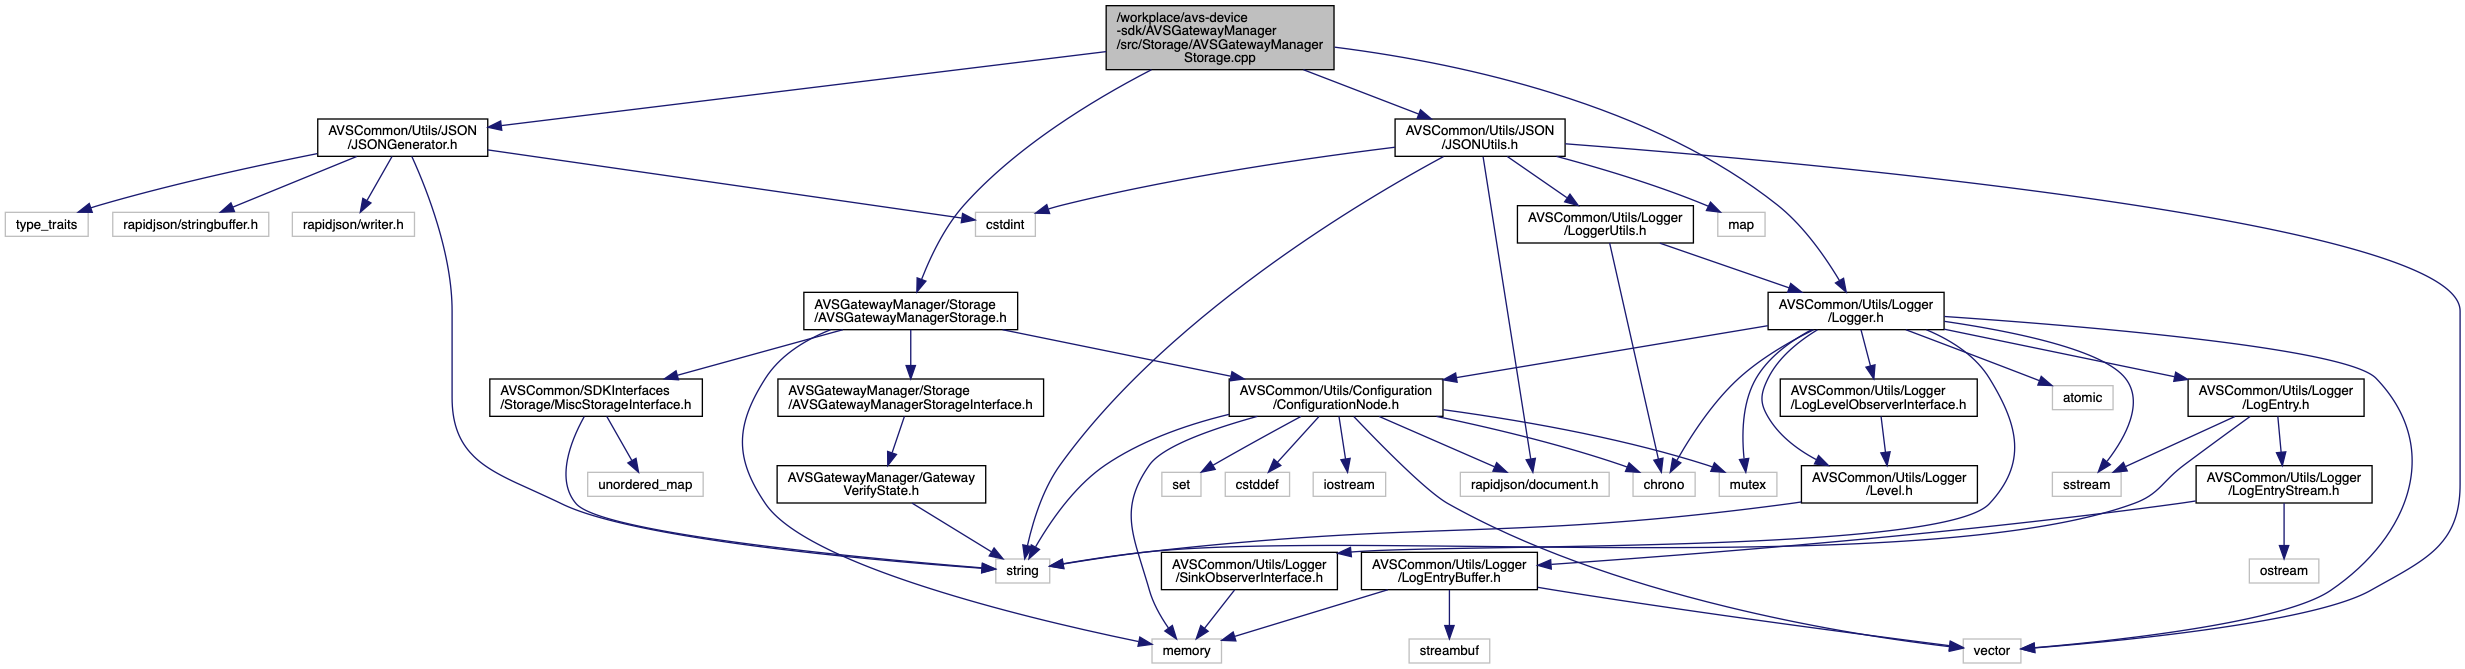 /workplace/avs-device
-sdk/AVSGatewayManager
/src/Storage/AVSGatewayManager
Storage.cpp
AVSCommon/Utils/JSON
/JSONGenerator.h
AVSCommon/Utils/JSON
/JSONUtils.h
type_traits
rapidjson/stringbuffer.h
rapidjson/writer.h
cstdint
AVSCommon/Utils/Logger
/LoggerUtils.h
map
AVSGatewayManager/Storage
/AVSGatewayManagerStorage.h
AVSCommon/Utils/Logger
/Logger.h
AVSCommon/SDKInterfaces
/Storage/MiscStorageInterface.h
AVSGatewayManager/Storage
/AVSGatewayManagerStorageInterface.h
AVSCommon/Utils/Configuration
/ConfigurationNode.h
AVSCommon/Utils/Logger
/LogLevelObserverInterface.h
atomic
AVSCommon/Utils/Logger
/LogEntry.h
unordered_map
AVSGatewayManager/Gateway
VerifyState.h
set
cstddef
iostream
rapidjson/document.h
chrono
mutex
AVSCommon/Utils/Logger
/Level.h
sstream
AVSCommon/Utils/Logger
/LogEntryStream.h
string
AVSCommon/Utils/Logger
/SinkObserverInterface.h
AVSCommon/Utils/Logger
/LogEntryBuffer.h
ostream
memory
streambuf
vector